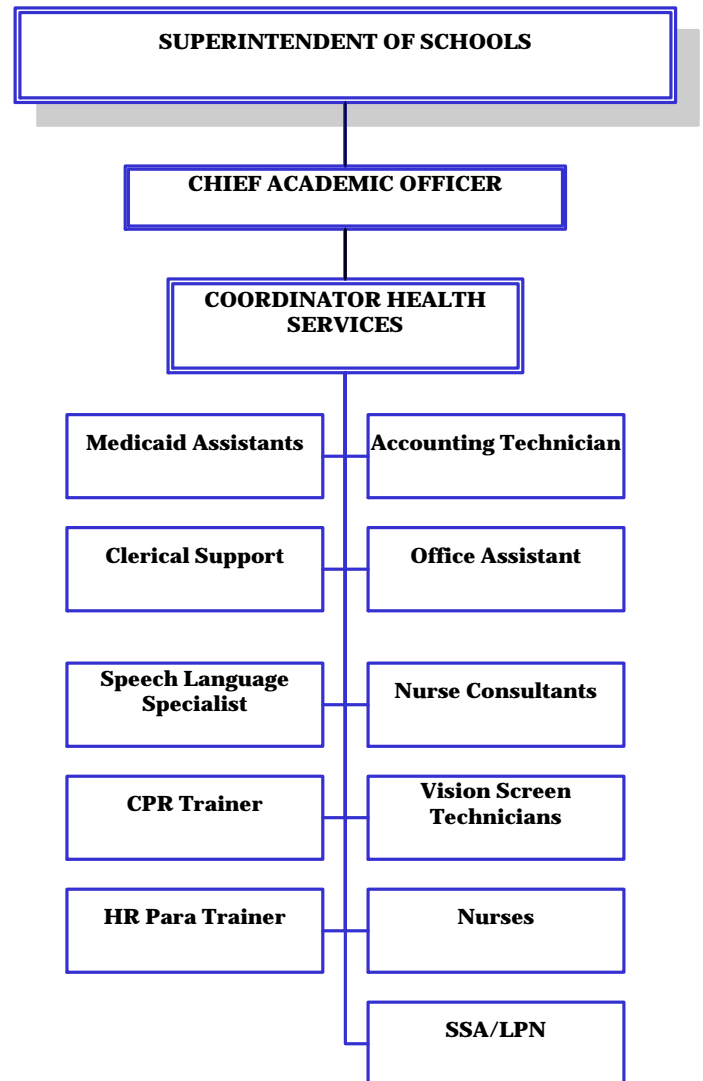 SUPERINTENDENT OF SCHOOLS
CHIEF ACADEMIC OFFICER
COORDINATOR HEALTH
SERVICES
Medicaid Assistants
Accounting Technician
Clerical Support
Office Assistant
Speech Language
Specialist
Nurse Consultants
CPR Trainer
Vision Screen
Technicians
HR Para Trainer
Nurses
SSA/LPN